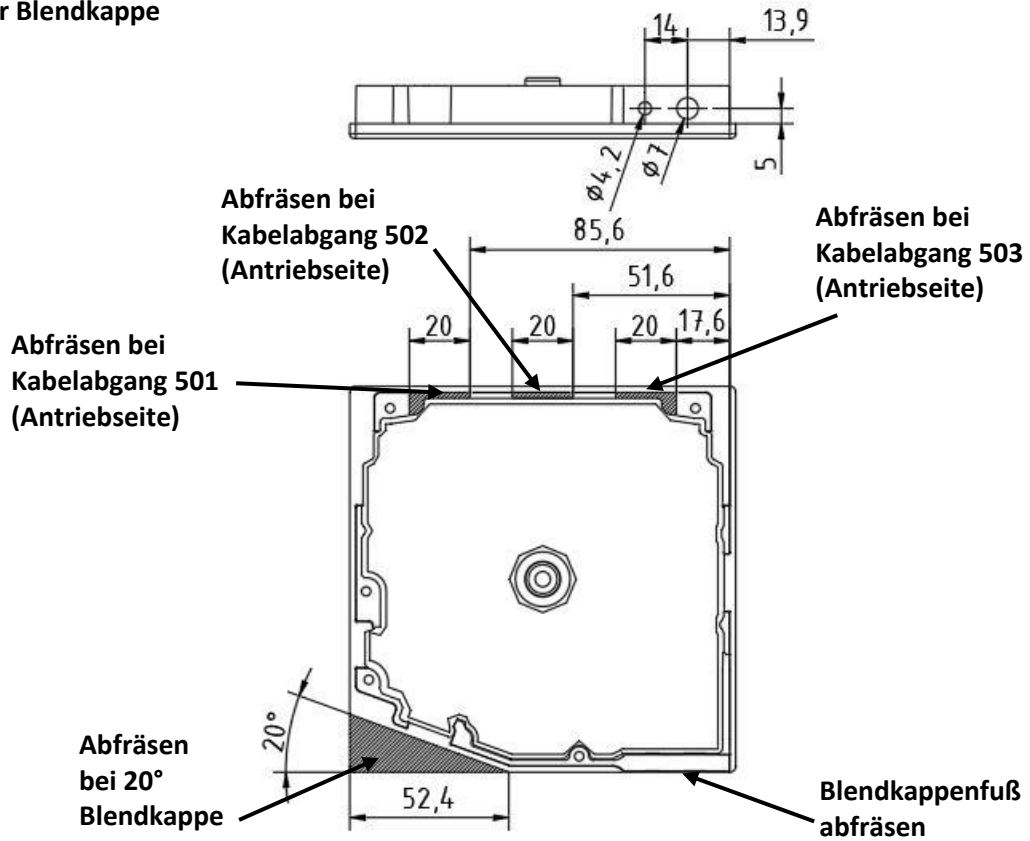 r Blendkappe
14
13,9
ϕ4,2
ϕ7
5
Abfräsen bei
Kabelabgang 502
(Antriebseite)
85,6
Abfräsen bei
Kabelabgang 503
(Antriebseite)
51,6
20
20
20
17,6
Abfräsen bei
Kabelabgang 501
(Antriebseite)
20°
Abfräsen
bei 20°
Blendkappe
52,4
Blendkappenfuß
abfräsen